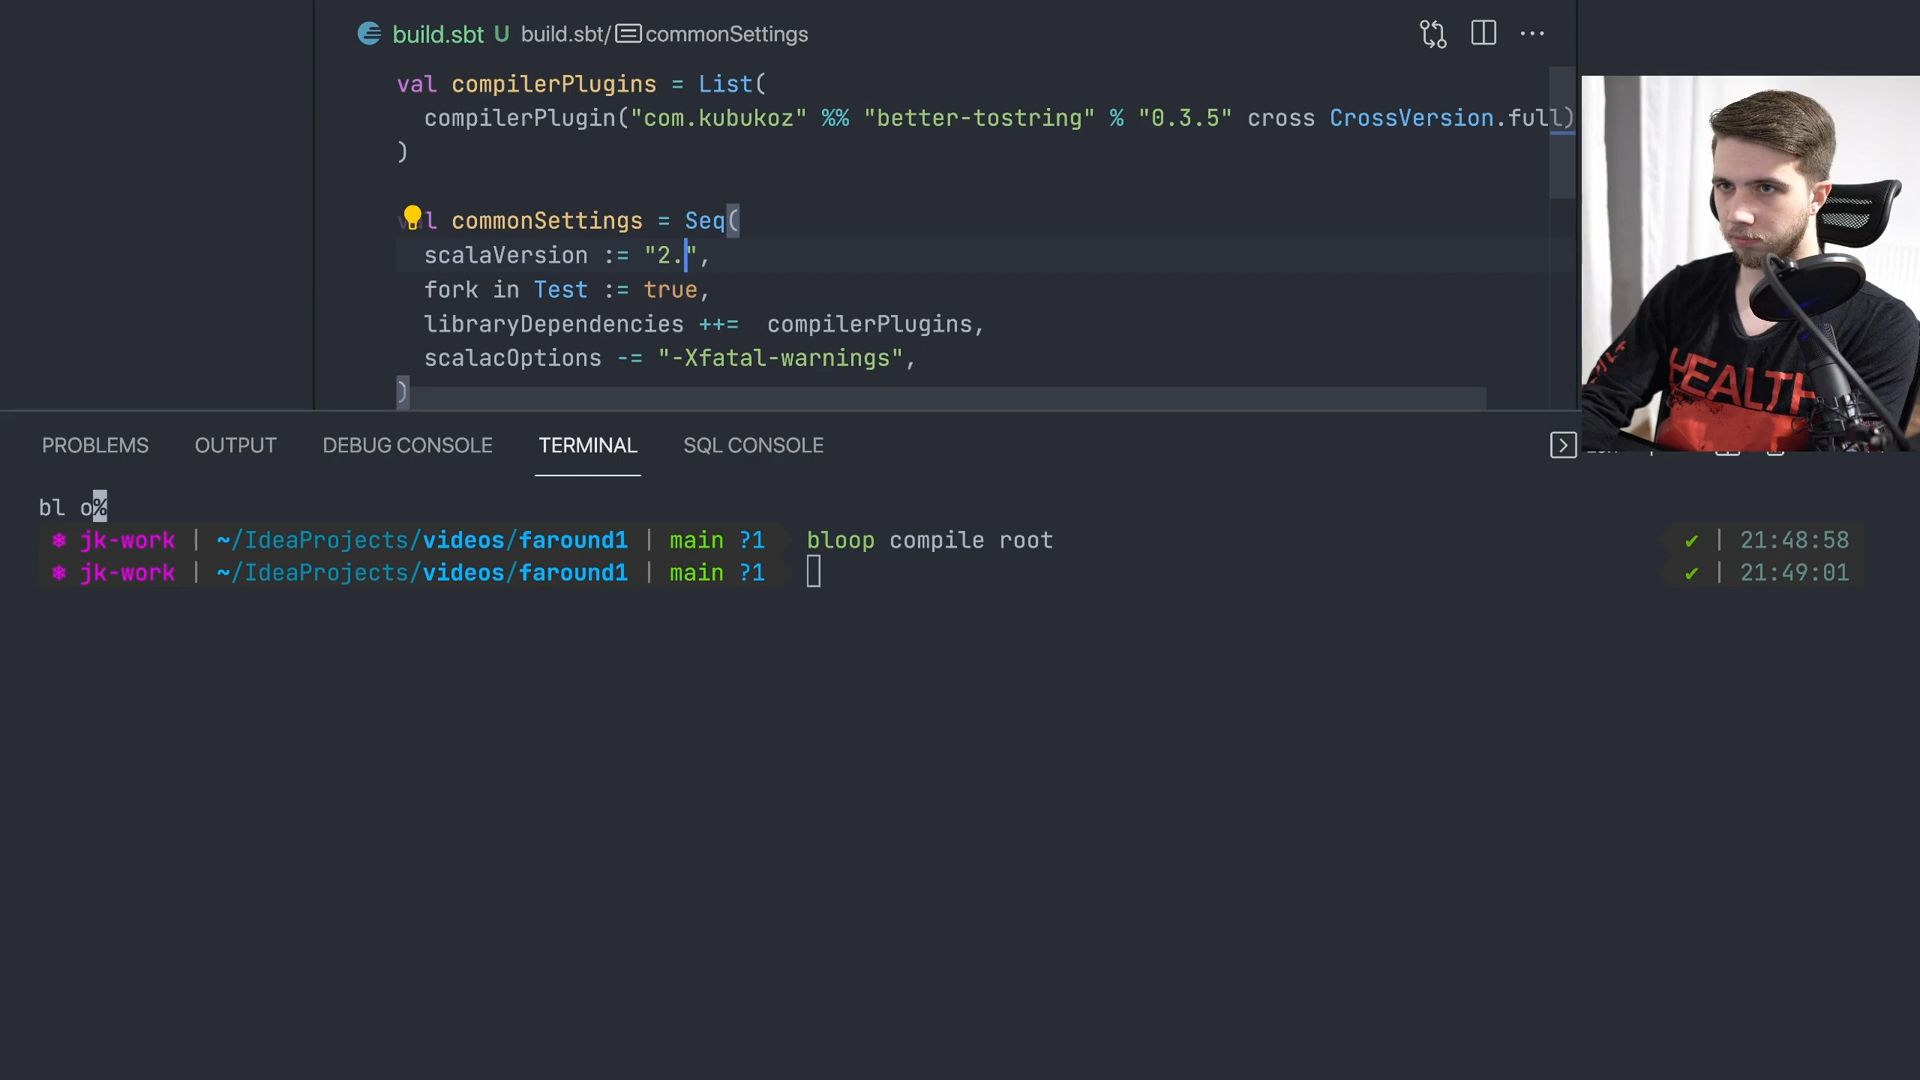 build.sbt U build.sbt/commonSettings
val compilerPlugins = List(
compilerPlugin("com.kubukoz" %% "better-tostring" % "0.3.5" cross CrossVersion.full)
)
val commonSettings = Seq(
scalaVersion := "2.",
fork in Test := true,
libraryDependencies ++=  compilerPlugins,
scalacOptions -= "-Xfatal-warnings",
)
HEALTH
PROBLEMS OUTPUT DEBUG CONSOLE TERMINAL SQL CONSOLE
bl o%
❄ jk-work | ~/IdeaProjects/videos/faround1 | main ?1 bloop compile root ✔ | 21:48:58
❄ jk-work | ~/IdeaProjects/videos/faround1 | main ?1 ✔ | 21:49:01